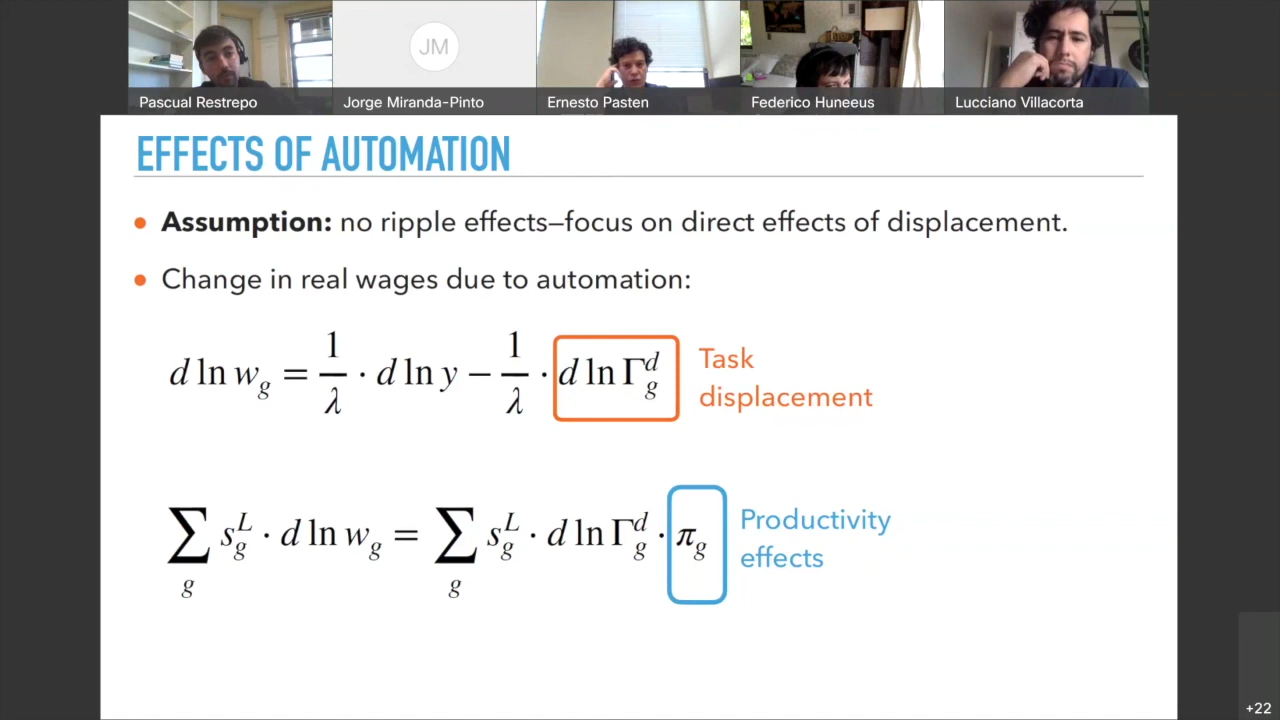 JM
Pascual Restrepo
Jorge Miranda-Pinto
Ernesto Pasten
Federico Huneeus
Lucciano Villacorta
EFFECTS OF AUTOMATION
• Assumption: no ripple effects—focus on direct effects of displacement.
• Change in real wages due to automation:
d ln w_g = 1/λ · d ln y − 1/λ · d ln Γ_g^d
Task
displacement
∑_g s_g^L · d ln w_g = ∑_g s_g^L · d ln Γ_g^d · π_g
Productivity
effects
+22